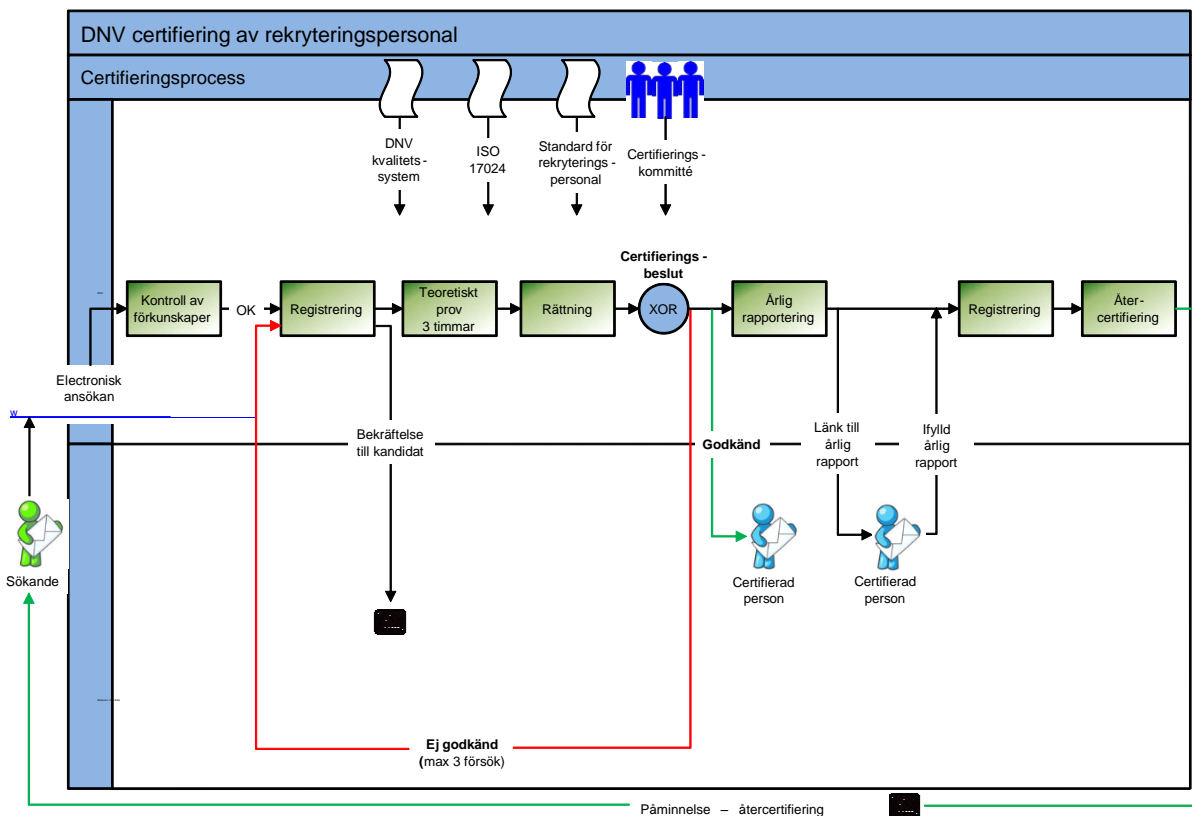 DNV certifiering av rekryteringspersonal
Certifieringsprocess
DNV
kvalitets-
system
ISO
17024
Standard för
rekryterings -
personal
Certifierings -
kommitté
Certifierings -
beslut
Kontroll av
förkunskaper
OK
Registrering
Teoretiskt
prov
3 timmar
Rättning
XOR
Årlig
rapportering
Registrering
Åter-
certifiering
Electronisk
ansökan
w
Bekräftelse
till kandidat
Godkänd
Länk till
årlig
rapport
Ifylld
årlig
rapport
Sökande
Certifierad
person
Certifierad
person
Ej godkänd
(max 3 försök)
Påminnelse – återcertifiering